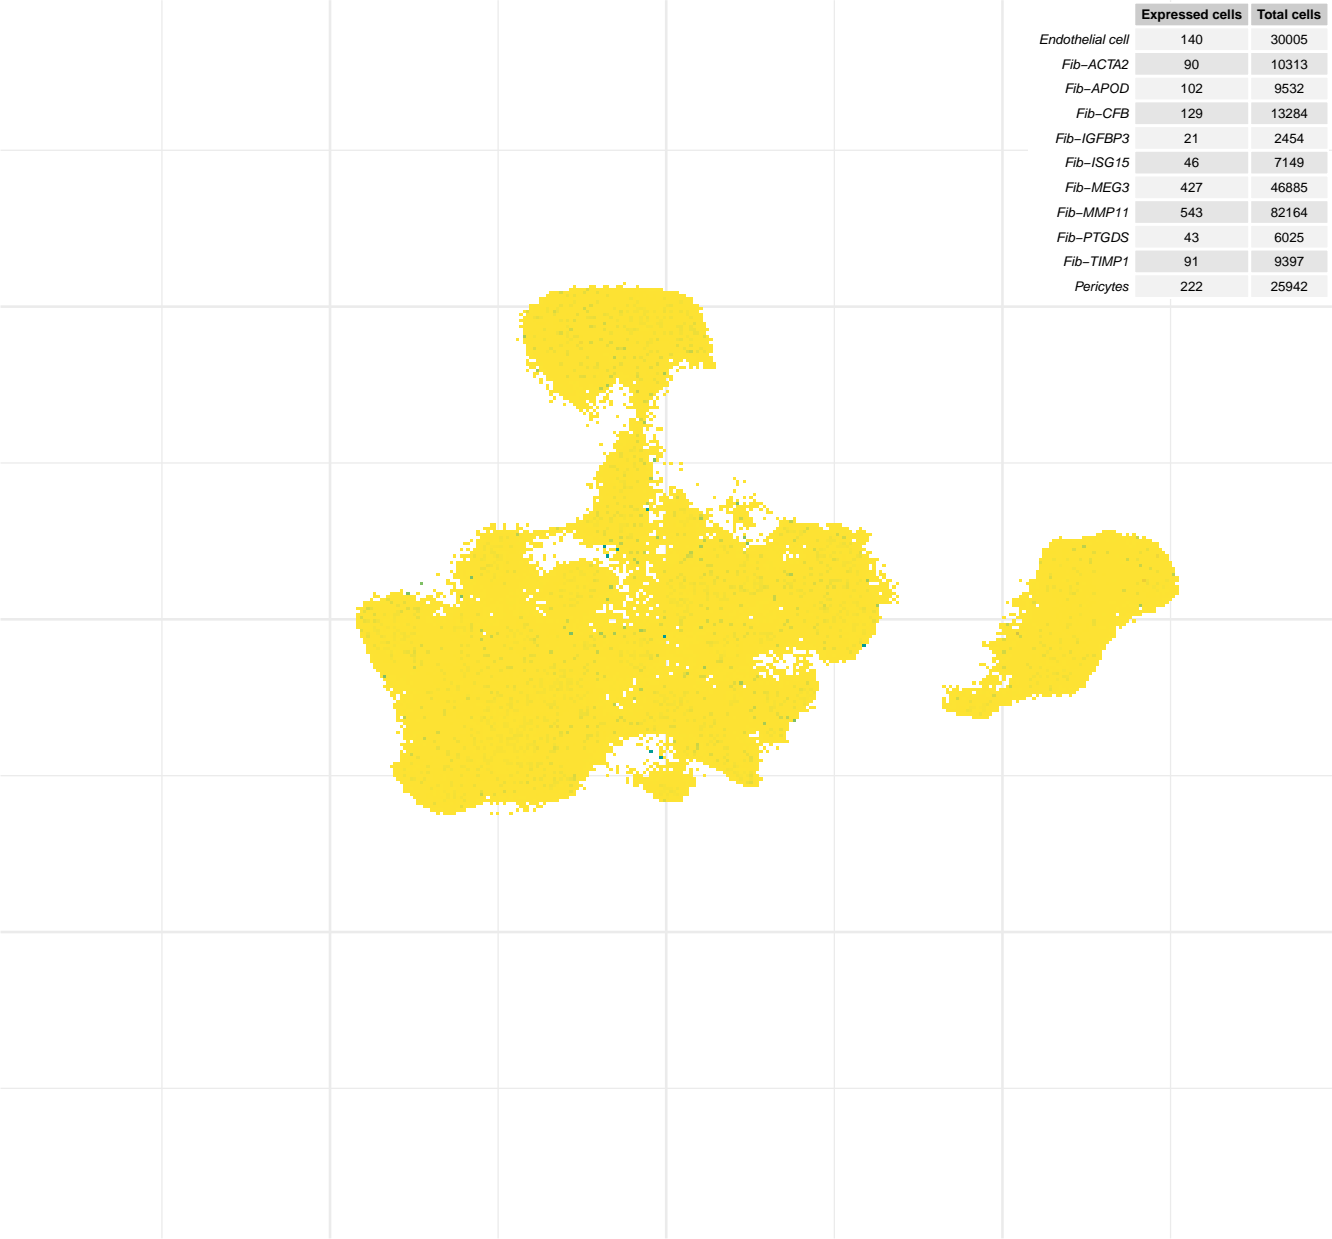 Expressed cells Total cells
Endothelial cell 140 30005
Fib−ACTA2 90 10313
Fib−APOD 102 9532
Fib−CFB 129 13284
Fib−IGFBP3 21 2454
Fib−ISG15 46 7149
Fib−MEG3 427 46885
Fib−MMP11 543 82164
Fib−PTGDS 43 6025
Fib−TIMP1 91 9397
Pericytes 222 25942